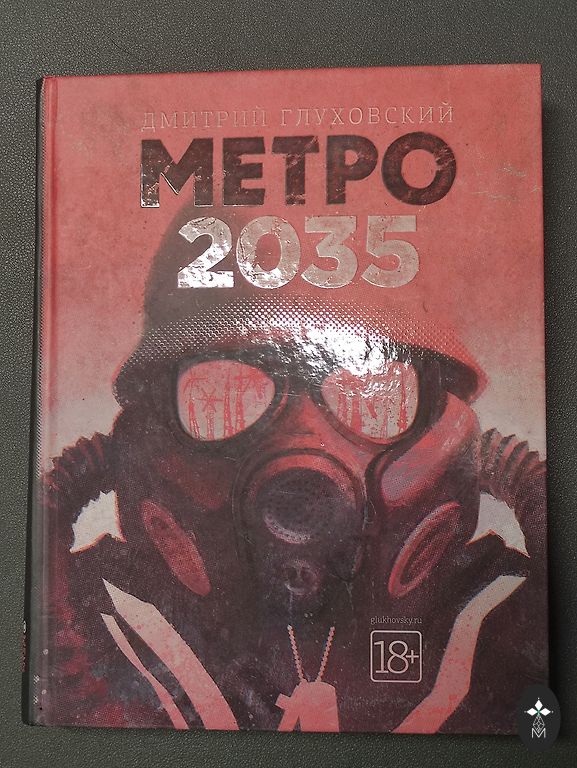 ДМИТРИЙ ГЛУХОВСКИЙ
МЕТРО
2035
glukhovsky.ru
18+
M